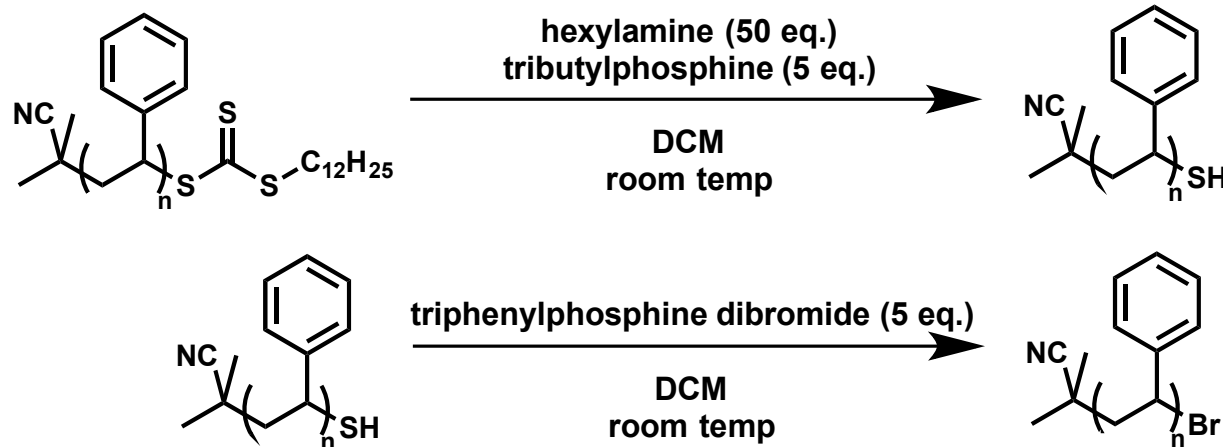 hexylamine (50 eq.)
tributylphosphine (5 eq.)
DCM
room temp
NC
n
S
S
S
C12H25
NC
n
SH
triphenylphosphine dibromide (5 eq.)
DCM
room temp
NC
n
SH
NC
n
Br